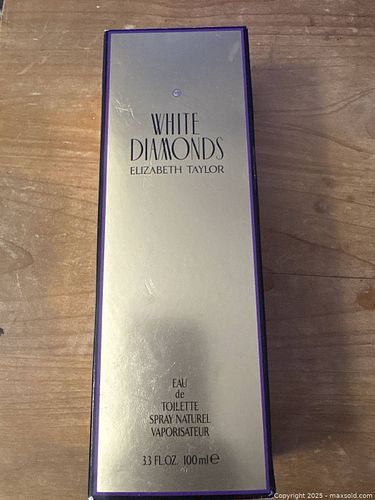 WHITE
DIAMONDS
ELIZABETH TAYLOR
EAU
de
TOILETTE
SPRAY NATUREL
VAPORISATEUR
3.3 FL.OZ. 100 ml ℮
Copyright 2025 - maxsold.com